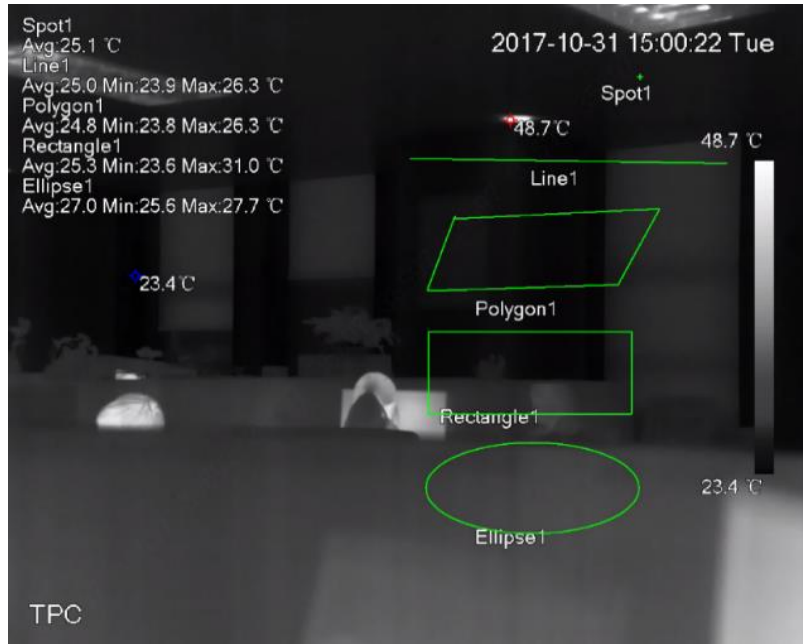 Spot1
Avg:25.1 ℃
Line1
Avg:25.0 Min:23.9 Max:26.3 ℃
Polygon1
Avg:24.8 Min:23.8 Max:26.3 ℃
Rectangle1
Avg:25.3 Min:23.6 Max:31.0 ℃
Ellipse1
Avg:27.0 Min:25.6 Max:27.7 ℃
2017-10-31 15:00:22 Tue
Spot1
48.7℃
48.7 ℃
Line1
23.4℃
Polygon1
Rectangle1
23.4 ℃
Ellipse1
TPC